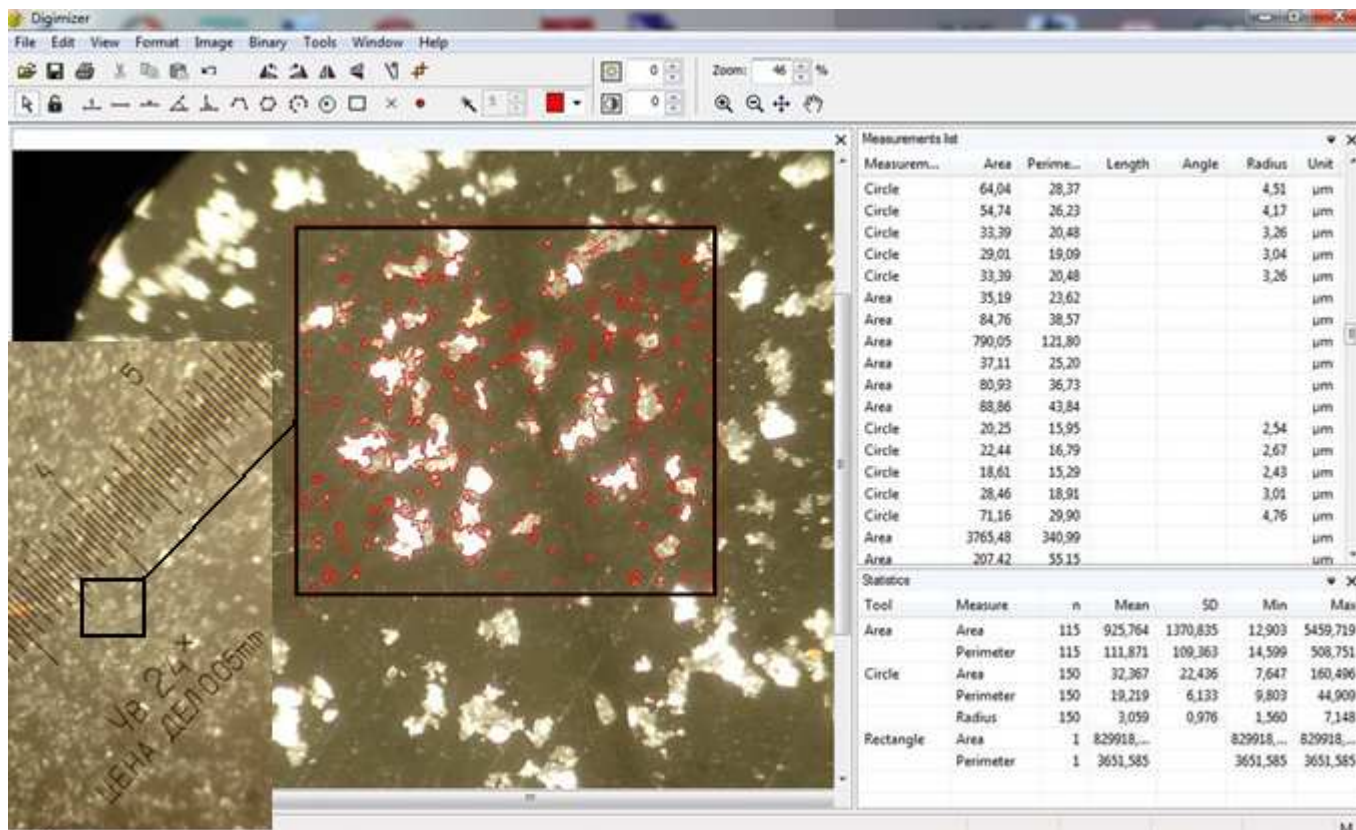 Digimizer
File Edit View Format Image Binary Tools Window Help
0 Zoom: 46 %
5 0
Measurements list
Measurem... Area Perime... Length Angle Radius Unit
Circle 64,04 28,37 4,51 µm
Circle 54,74 26,23 4,17 µm
Circle 33,39 20,48 3,26 µm
Circle 29,01 19,09 3,04 µm
Circle 33,39 20,48 3,26 µm
Area 35,19 23,62 µm
Area 84,76 38,57 µm
Area 790,05 121,80 µm
Area 37,11 25,20 µm
Area 80,93 36,73 µm
Area 88,86 43,84 µm
Circle 20,25 15,95 2,54 µm
Circle 22,44 16,79 2,67 µm
Circle 18,61 15,29 2,43 µm
Circle 28,46 18,91 3,01 µm
Circle 71,16 29,90 4,76 µm
Area 3765,48 340,99 µm
Area 207,42 55,15 µm
Statistics
Tool Measure n Mean SD Min Max
Area Area 115 925,764 1370,835 12,903 5459,719
Perimeter 115 111,871 109,363 14,599 508,751
Circle Area 150 32,367 22,436 7,647 160,496
Perimeter 150 19,219 6,133 9,803 44,909
Radius 150 3,059 0,976 1,560 7,148
Rectangle Area 1 829918,... 829918,... 829918,...
Perimeter 1 3651,585 3651,585 3651,585
5
4
УВ 24×
ЦЕНА ДЕЛ 0.05mm